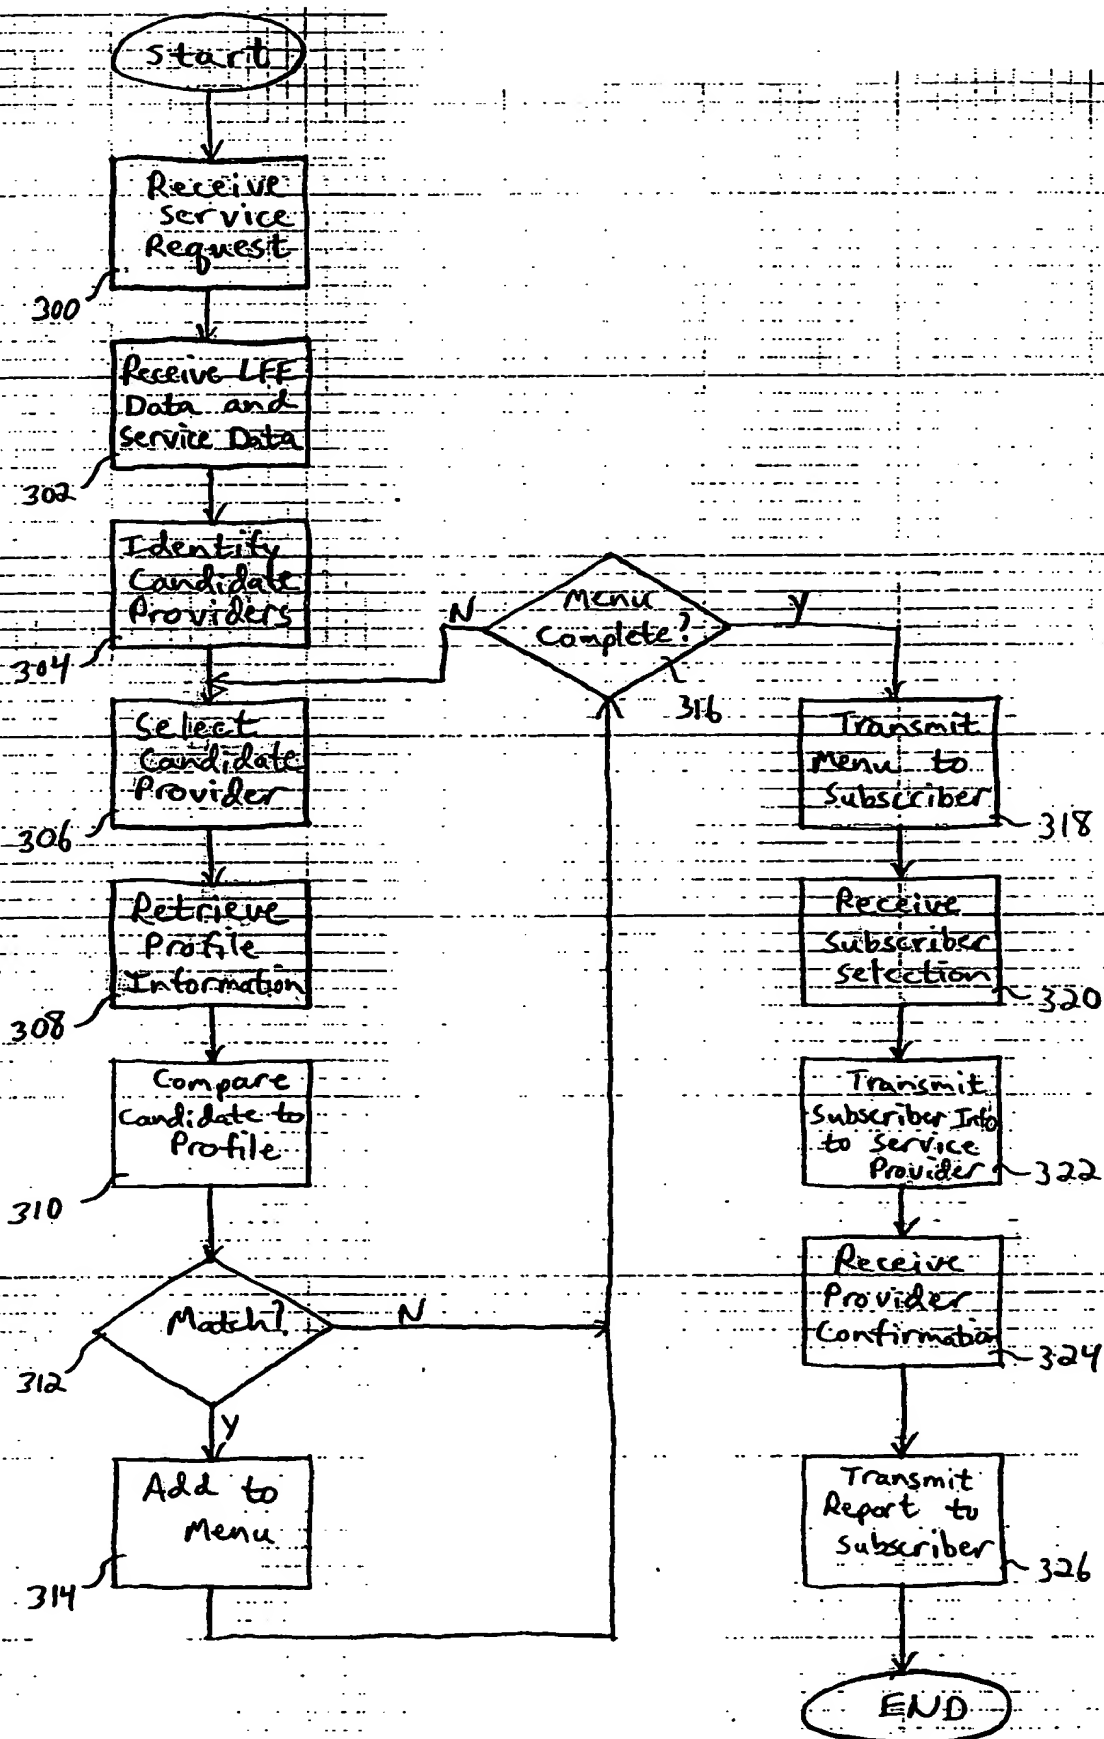 Start
Receive
Service
Request
300
Receive LFE
Data and
Service Data
302
Identify
Candidate
Providers
304
Select
Candidate
Provider
306
Retrieve
Profile
Information
308
Compare
Candidate to
Profile
310
Match?
N
312
Y
Add to
Menu
314
Menu
Complete?
N
Y
316
Transmit
Menu to
Subscriber
318
Receive
Subscriber
Selection
320
Transmit
Subscriber Info
to Service
Provider
322
Receive
Provider
Confirmation
324
Transmit
Report to
Subscriber
326
END